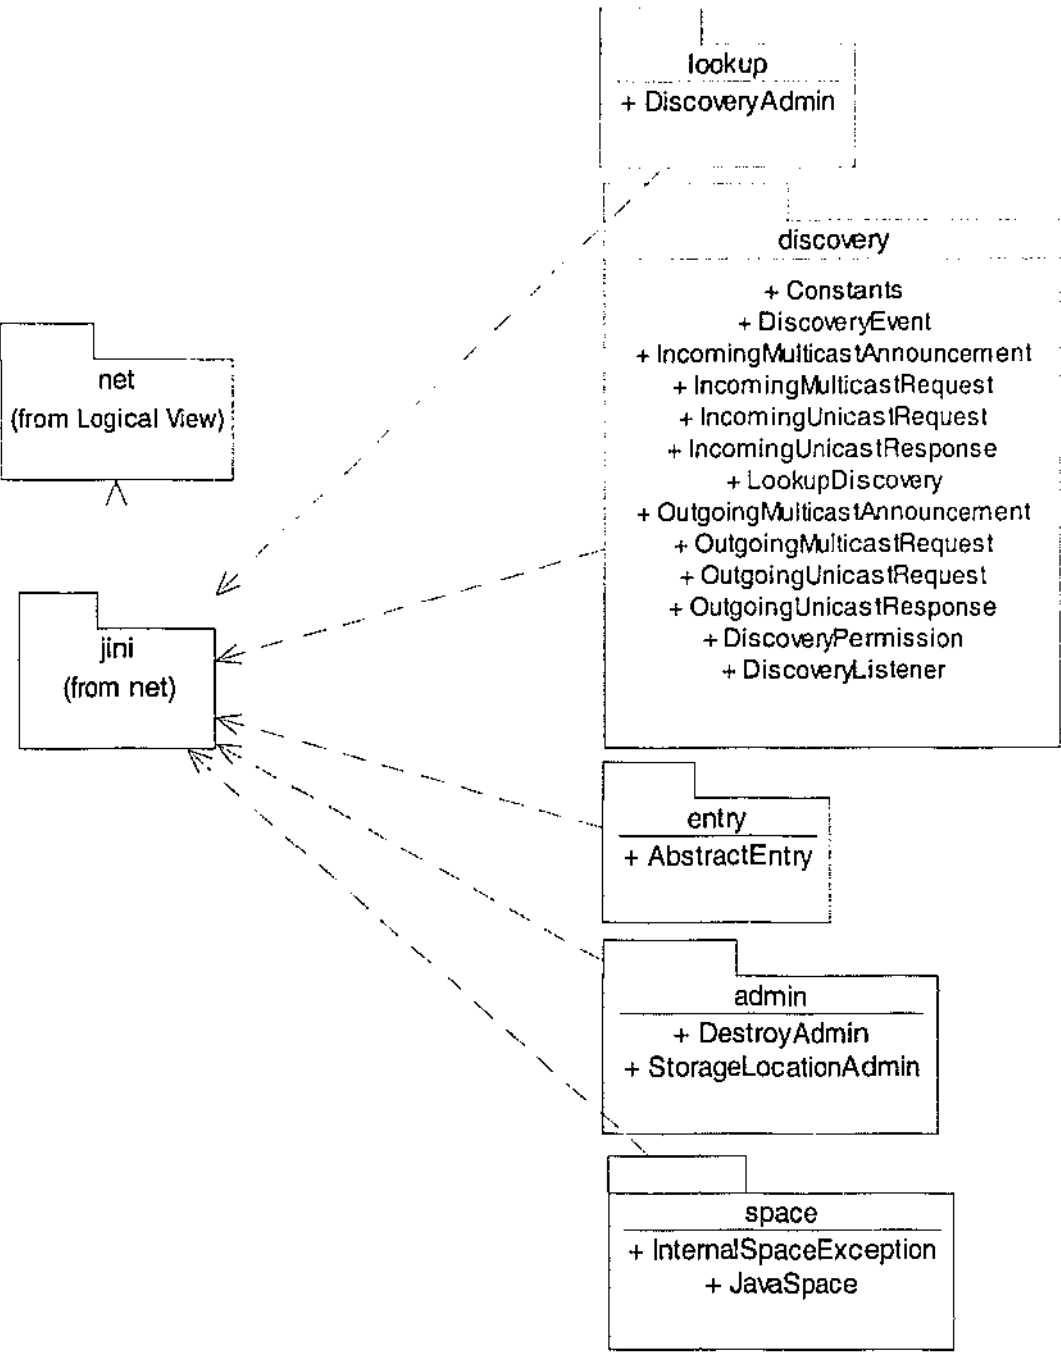 lookup
+ DiscoveryAdmin
discovery
+ Constants
+ DiscoveryEvent
+ IncomingMulticastAnnouncement
+ IncomingMulticastRequest
+ IncomingUnicastRequest
+ IncomingUnicastResponse
+ LookupDiscovery
+ OutgoingMulticastAnnouncement
+ OutgoingMulticastRequest
+ OutgoingUnicastRequest
+ OutgoingUnicastResponse
+ DiscoveryPermission
+ DiscoveryListener
net
(from Logical View)
jini
(from net)
entry
+ AbstractEntry
admin
+ DestroyAdmin
+ StorageLocationAdmin
space
+ InternalSpaceException
+ JavaSpace